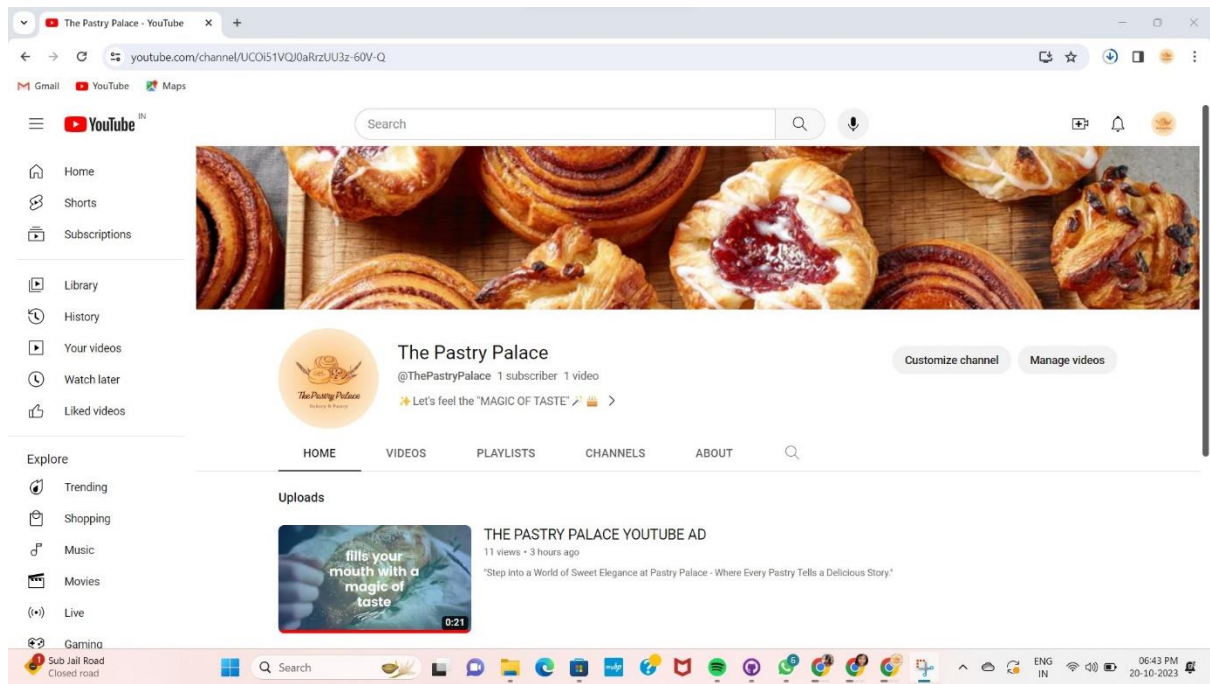 The Pastry Palace - YouTube
youtube.com/channel/UCOi51VQJ0aRrzUU3z-60V-Q
Gmail YouTube Maps
YouTube IN
Search
Home
Shorts
Subscriptions
Library
History
Your videos
Watch later
Liked videos
Explore
Trending
Shopping
Music
Movies
Live
Gaming
The Pastry Palace
Bakery & Pastry
The Pastry Palace
@ThePastryPalace 1 subscriber 1 video
✨ Let's feel the "MAGIC OF TASTE" 🪄 🎂 >
Customize channel Manage videos
HOME VIDEOS PLAYLISTS CHANNELS ABOUT
Uploads
fills your
mouth with a
magic of
taste
0:21
THE PASTRY PALACE YOUTUBE AD
11 views • 3 hours ago
"Step into a World of Sweet Elegance at Pastry Palace - Where Every Pastry Tells a Delicious Story."
Sub Jail Road
Closed road
Search
ENG
IN
06:43 PM
20-10-2023